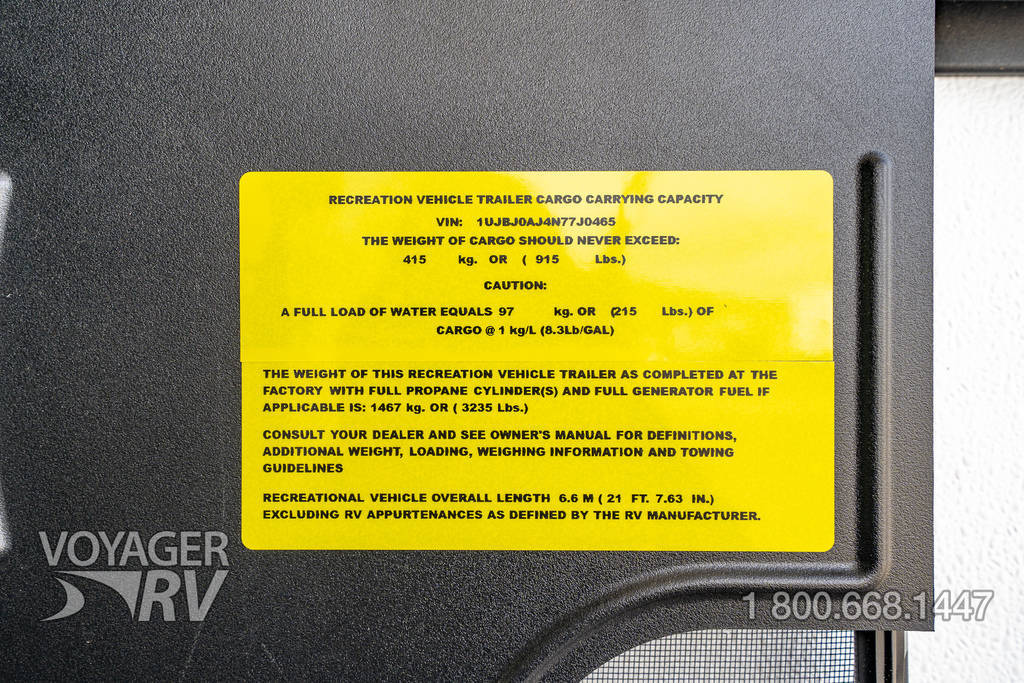 RECREATION VEHICLE TRAILER CARGO CARRYING CAPACITY
VIN: 1UJBJ0AJ4N77J0465
THE WEIGHT OF CARGO SHOULD NEVER EXCEED:
415 kg. OR ( 915 Lbs.)
CAUTION:
A FULL LOAD OF WATER EQUALS 97 kg. OR (215 Lbs.) OF
CARGO @ 1 kg/L (8.3Lb/GAL)
THE WEIGHT OF THIS RECREATION VEHICLE TRAILER AS COMPLETED AT THE
FACTORY WITH FULL PROPANE CYLINDER(S) AND FULL GENERATOR FUEL IF
APPLICABLE IS: 1467 kg. OR ( 3235 Lbs.)
CONSULT YOUR DEALER AND SEE OWNER'S MANUAL FOR DEFINITIONS,
ADDITIONAL WEIGHT, LOADING, WEIGHING INFORMATION AND TOWING
GUIDELINES
RECREATIONAL VEHICLE OVERALL LENGTH 6.6 M ( 21 FT. 7.63 IN.)
EXCLUDING RV APPURTENANCES AS DEFINED BY THE RV MANUFACTURER.
VOYAGER
RV
1 800.668.1447